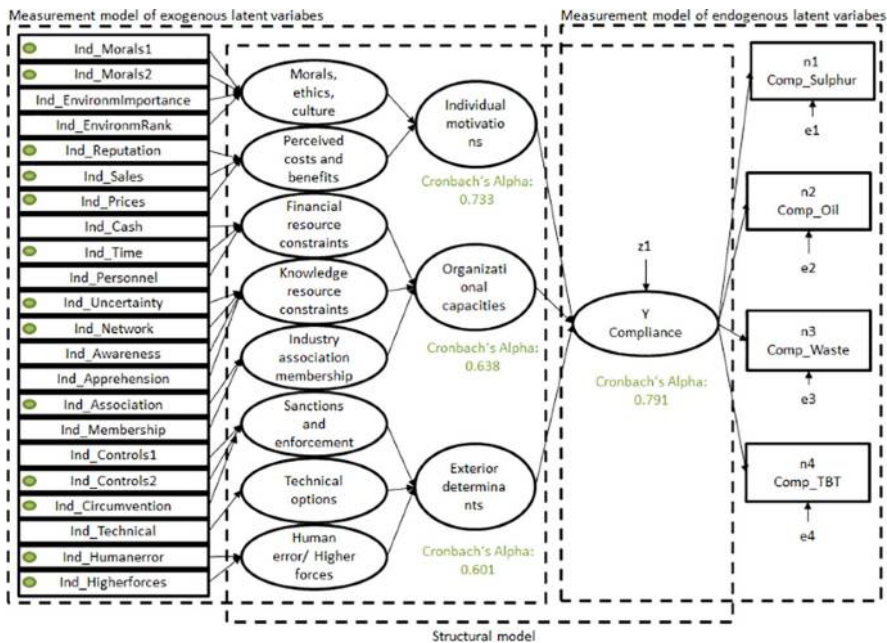 Measurement model of exogenous latent variabes
Measurement model of endogenous latent variabes
Ind_Morals1
Ind_Morals2
Ind_EnvironmImportance
Ind_EnvironmRank
Ind_Reputation
Ind_Sales
Ind_Prices
Ind_Cash
Ind_Time
Ind_Personnel
Ind_Uncertainty
Ind_Network
Ind_Awareness
Ind_Apprehension
Ind_Association
Ind_Membership
Ind_Controls1
Ind_Controls2
Ind_Circumvention
Ind_Technical
Ind_Humanerror
Ind_Higherforces
Morals,
ethics,
culture
Perceived
costs and
benefits
Financial
resource
constraints
Knowledge
resource
constraints
Industry
association
membership
Sanctions
and
enforcement
Technical
options
Human
error/ Higher
forces
Individual
motivatio
ns
Cronbach's Alpha:
0.733
Organizati
onal
capacities
Cronbach's Alpha:
0.638
Exterior
determina
nts
Cronbach's Alpha:
0.601
z1
Y
Compliance
Cronbach's Alpha:
0.791
n1
Comp_Sulphur
e1
n2
Comp_Oil
e2
n3
Comp_Waste
e3
n4
Comp_TBT
e4
Structural model